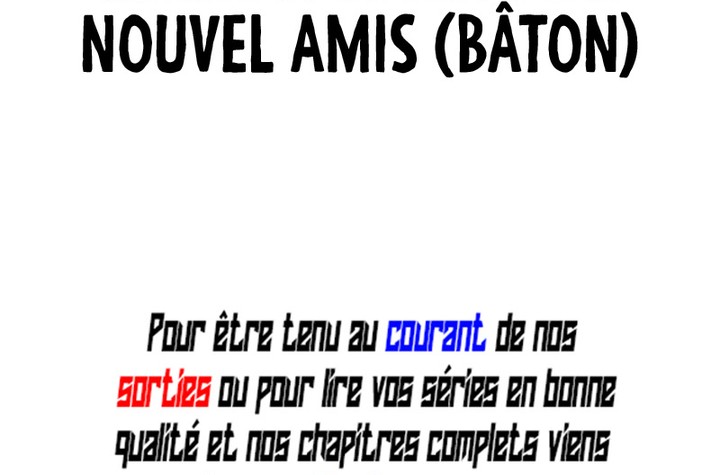 NOUVEL AMIS (BÂTON)
Pour être tenu au courant de nos
sorties ou pour lire vos séries en bonne
qualité et nos chapitres complets viens